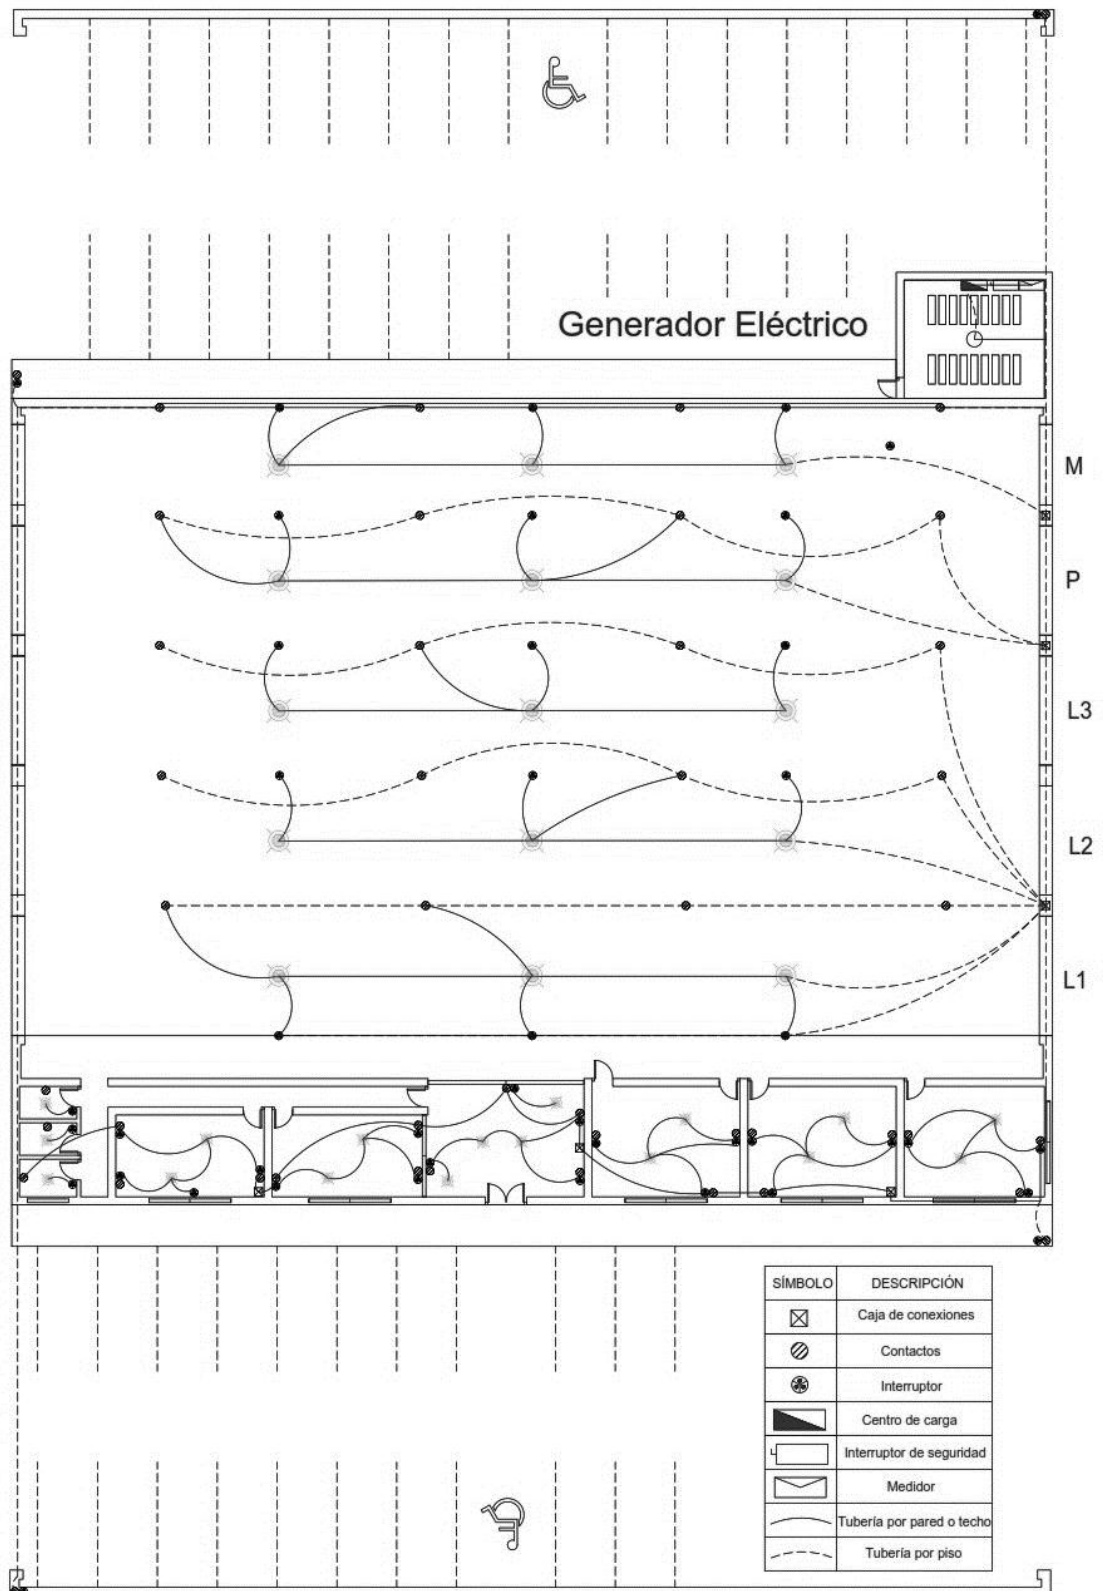 Generador Eléctrico
M
P
L3
L2
L1
SÍMBOLO DESCRIPCIÓN
Caja de conexiones
Contactos
Interruptor
Centro de carga
Interruptor de seguridad
Medidor
Tubería por pared o techo
Tubería por piso